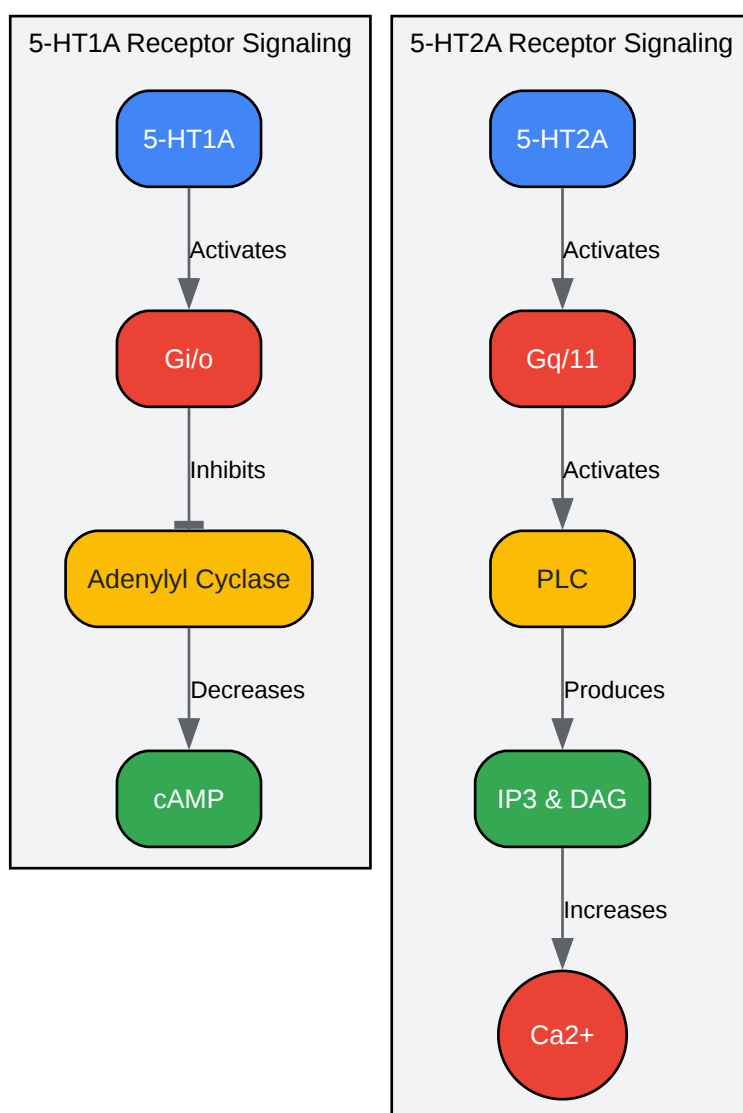 5-HT1A Receptor Signaling
5-HT1A
Activates
Gi/o
Inhibits
Adenylyl Cyclase
Decreases
cAMP
5-HT2A Receptor Signaling
5-HT2A
Activates
Gq/11
Activates
PLC
Produces
IP3 & DAG
Increases
Ca2+